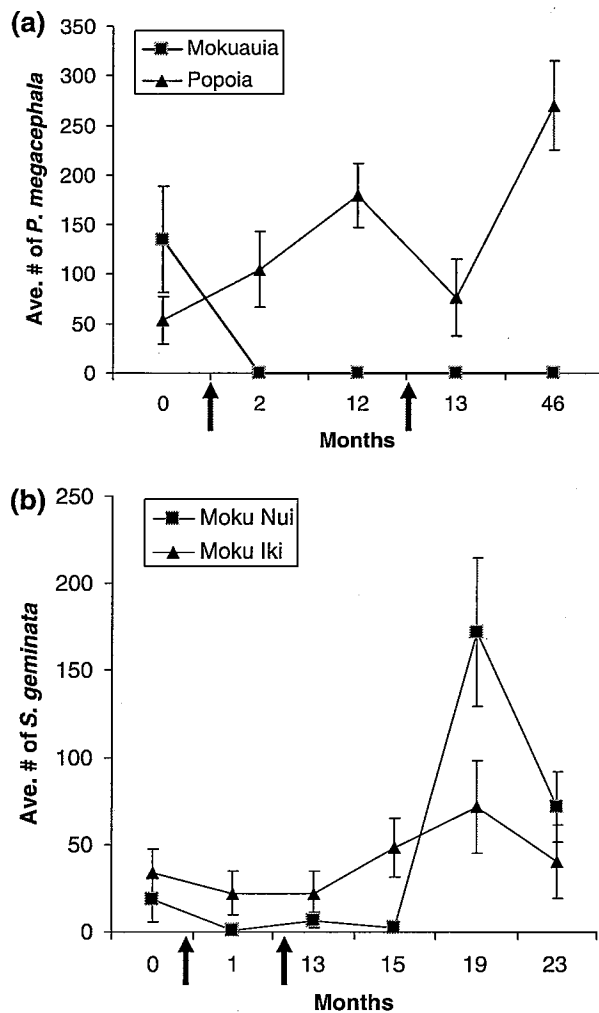 (a)
350
300
250
200
150
100
50
0
Ave. # of P. megacephala
Mokuauia
Popoia
0 2 12 13 46
Months
(b)
250
200
150
100
50
0
Ave. # of S. geminata
Moku Nui
Moku Iki
0 1 13 15 19 23
Months